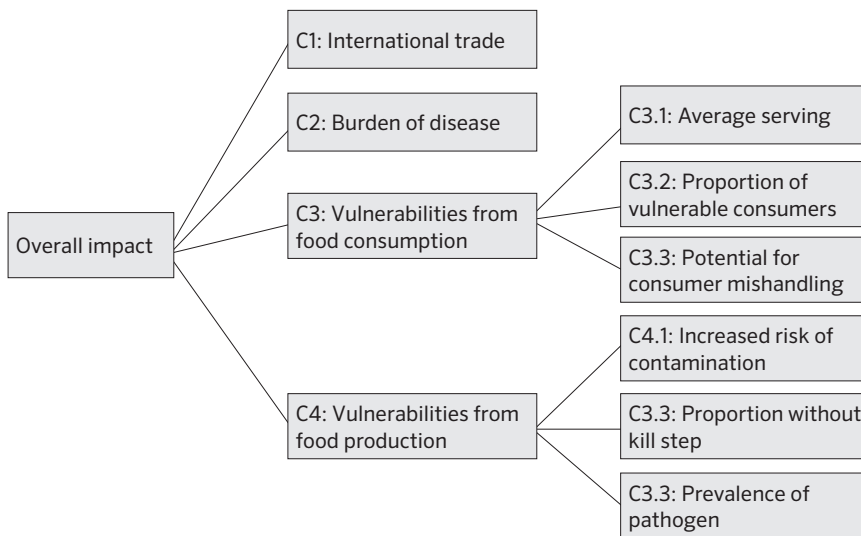 Overall impact
C1: International trade
C2: Burden of disease
C3: Vulnerabilities from
food consumption
C4: Vulnerabilities from
food production
C3.1: Average serving
C3.2: Proportion of
vulnerable consumers
C3.3: Potential for
consumer mishandling
C4.1: Increased risk of
contamination
C3.3: Proportion without
kill step
C3.3: Prevalence of
pathogen